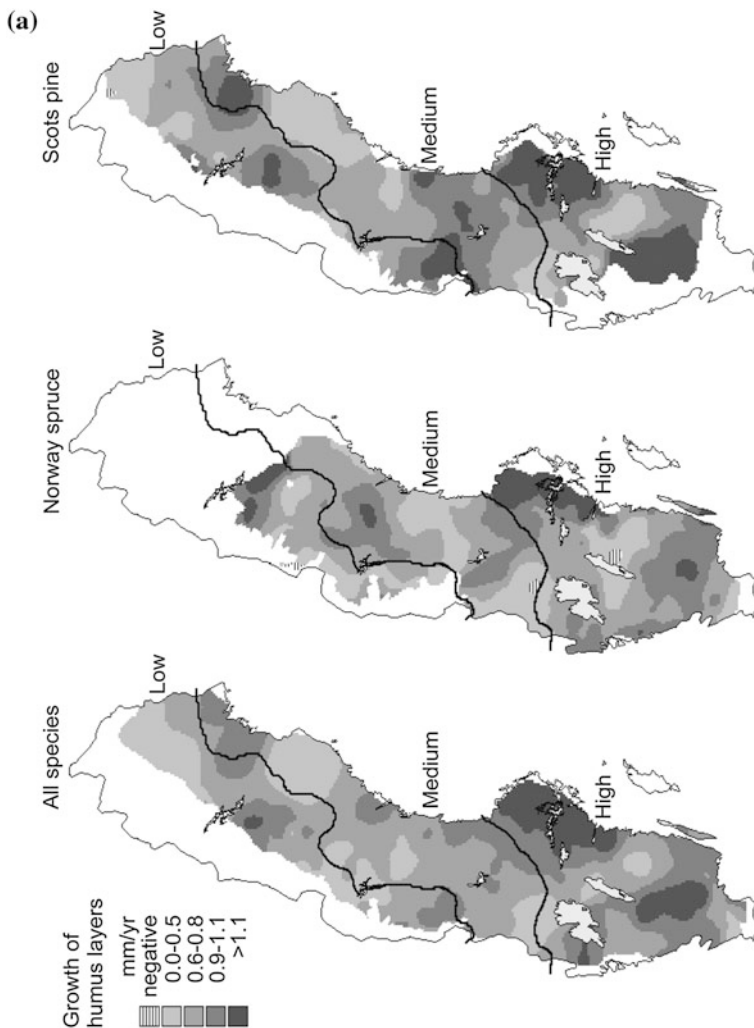 (a)
Growth of
humus layers
mm/yr
negative
0.0–0.5
0.6–0.8
0.9–1.1
>1.1
All species
Low
Medium
High
Norway spruce
Low
Medium
High
Scots pine
Low
Medium
High